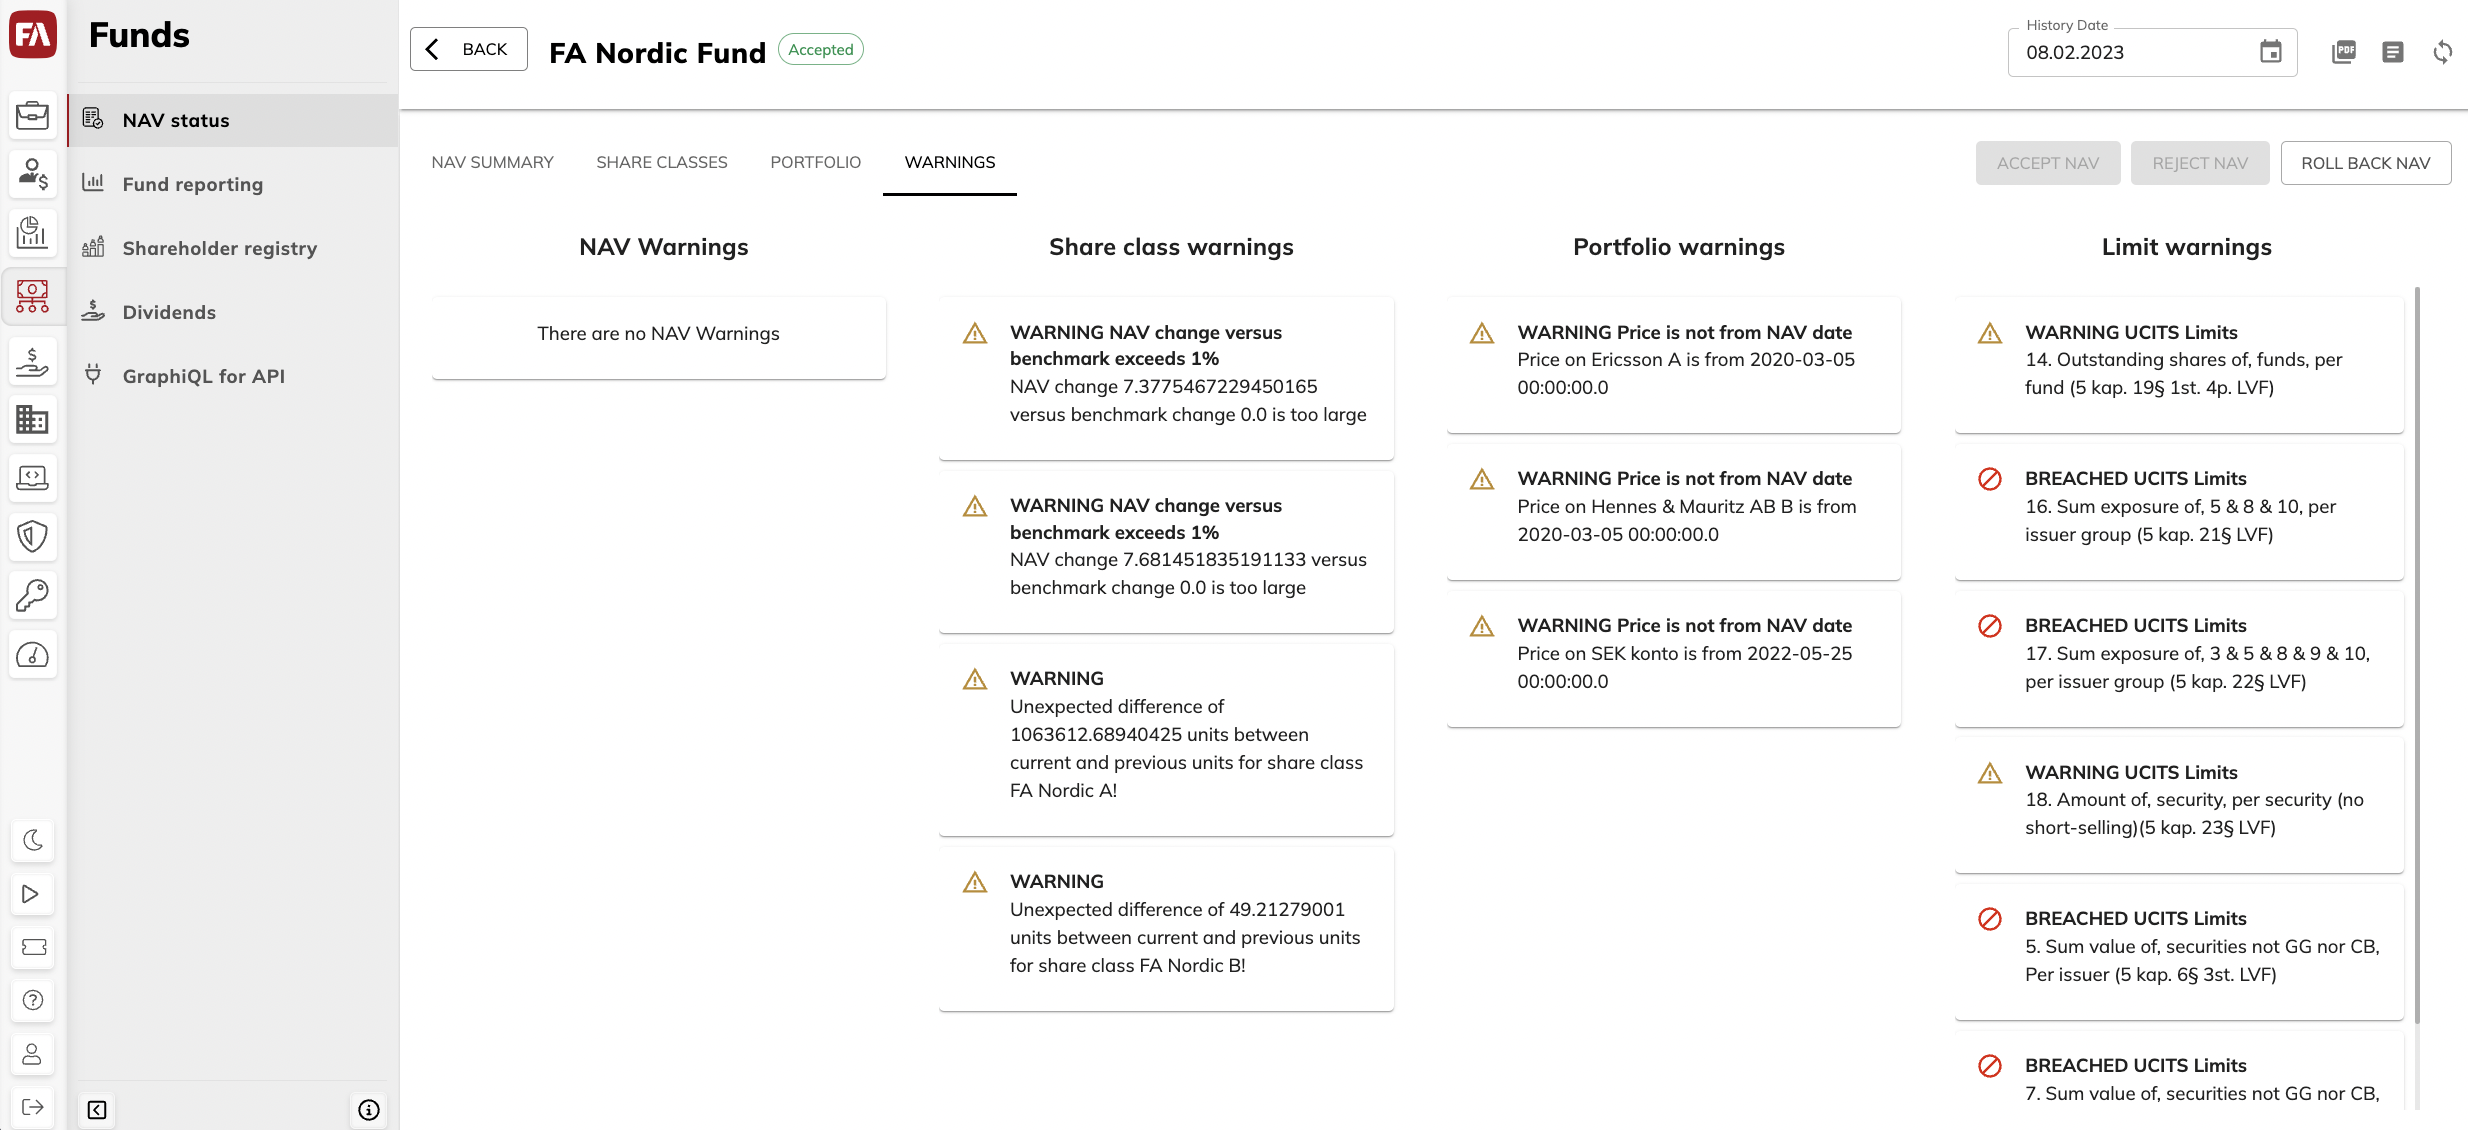 FA
Funds
NAV status
Fund reporting
Shareholder registry
Dividends
GraphiQL for API
BACK
FA Nordic Fund
Accepted
History Date
08.02.2023
PDF
NAV SUMMARY
SHARE CLASSES
PORTFOLIO
WARNINGS
ACCEPT NAV
REJECT NAV
ROLL BACK NAV
NAV Warnings
There are no NAV Warnings
Share class warnings
WARNING NAV change versus
benchmark exceeds 1%
NAV change 7.3775467229450165
versus benchmark change 0.0 is too large
WARNING NAV change versus
benchmark exceeds 1%
NAV change 7.681451835191133 versus
benchmark change 0.0 is too large
WARNING
Unexpected difference of
1063612.68940425 units between
current and previous units for share class
FA Nordic A!
WARNING
Unexpected difference of 49.21279001
units between current and previous units
for share class FA Nordic B!
Portfolio warnings
WARNING Price is not from NAV date
Price on Ericsson A is from 2020-03-05
00:00:00.0
WARNING Price is not from NAV date
Price on Hennes & Mauritz AB B is from
2020-03-05 00:00:00.0
WARNING Price is not from NAV date
Price on SEK konto is from 2022-05-25
00:00:00.0
Limit warnings
WARNING UCITS Limits
14. Outstanding shares of, funds, per
fund (5 kap. 19§ 1st. 4p. LVF)
BREACHED UCITS Limits
16. Sum exposure of, 5 & 8 & 10, per
issuer group (5 kap. 21§ LVF)
BREACHED UCITS Limits
17. Sum exposure of, 3 & 5 & 8 & 9 & 10,
per issuer group (5 kap. 22§ LVF)
WARNING UCITS Limits
18. Amount of, security, per security (no
short-selling)(5 kap. 23§ LVF)
BREACHED UCITS Limits
5. Sum value of, securities not GG nor CB,
Per issuer (5 kap. 6§ 3st. LVF)
BREACHED UCITS Limits
7. Sum value of, securities not GG nor CB,